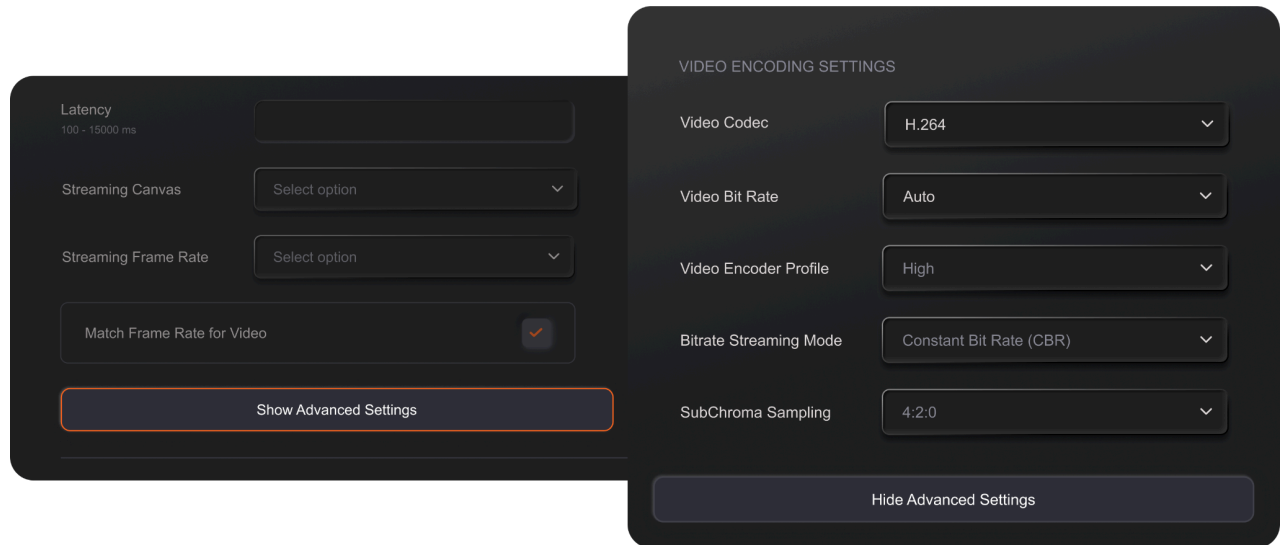 Latency
100 - 15000 ms
Streaming Canvas
Select option
Streaming Frame Rate
Select option
Match Frame Rate for Video
Show Advanced Settings
VIDEO ENCODING SETTINGS
Video Codec
H.264
Video Bit Rate
Auto
Video Encoder Profile
High
Bitrate Streaming Mode
Constant Bit Rate (CBR)
SubChroma Sampling
4:2:0
Hide Advanced Settings